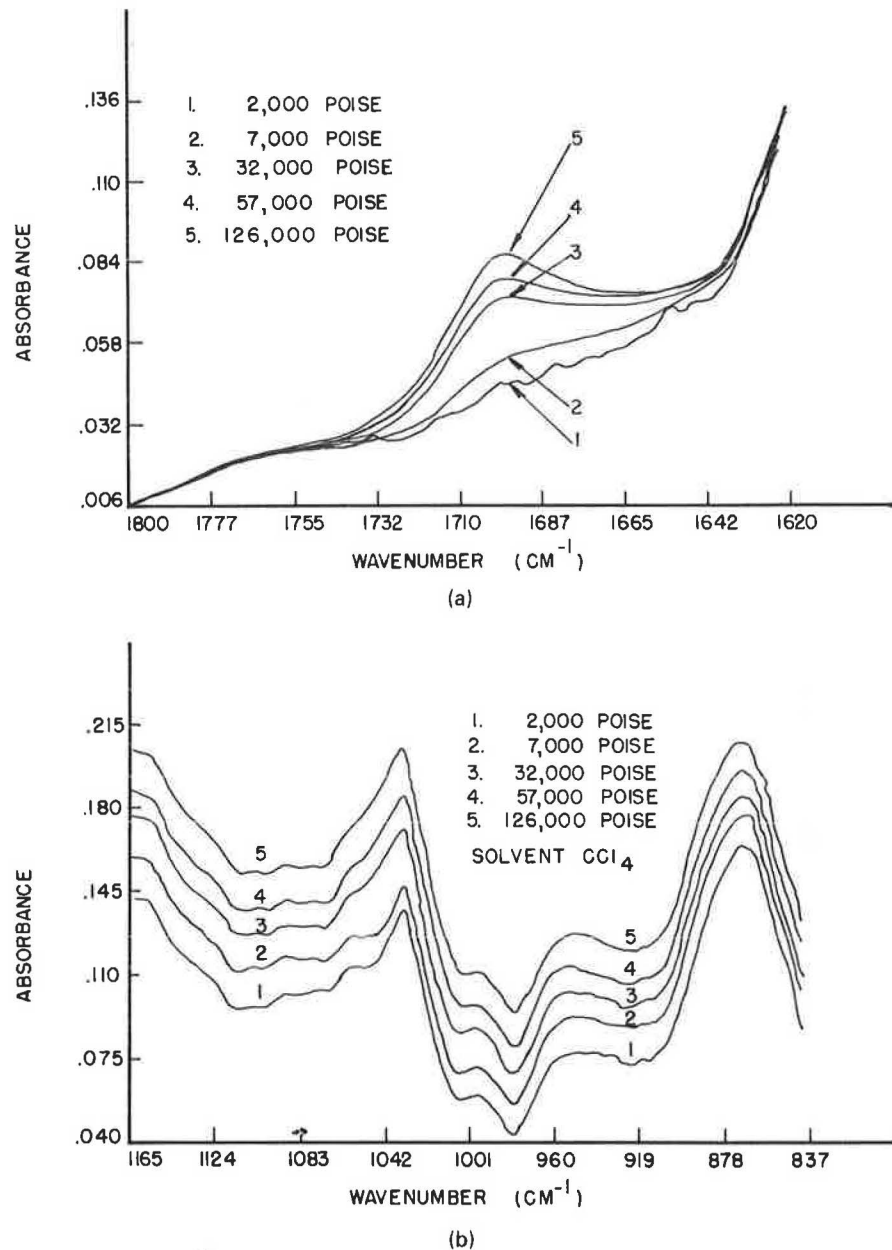 .136
.110
.084
.058
.032
.006
ABSORBANCE
1. 2,000 POISE
2. 7,000 POISE
3. 32,000 POISE
4. 57,000 POISE
5. 126,000 POISE
5
4
3
2
1
1800 1777 1755 1732 1710 1687 1665 1642 1620
WAVENUMBER (CM⁻¹)
(a)
.215
.180
.145
.110
.075
.040
ABSORBANCE
1. 2,000 POISE
2. 7,000 POISE
3. 32,000 POISE
4. 57,000 POISE
5. 126,000 POISE
SOLVENT CCl₄
5
4
3
2
1
5
4
3
2
1
1165 1124 1083 1042 1001 960 919 878 837
WAVENUMBER (CM⁻¹)
(b)